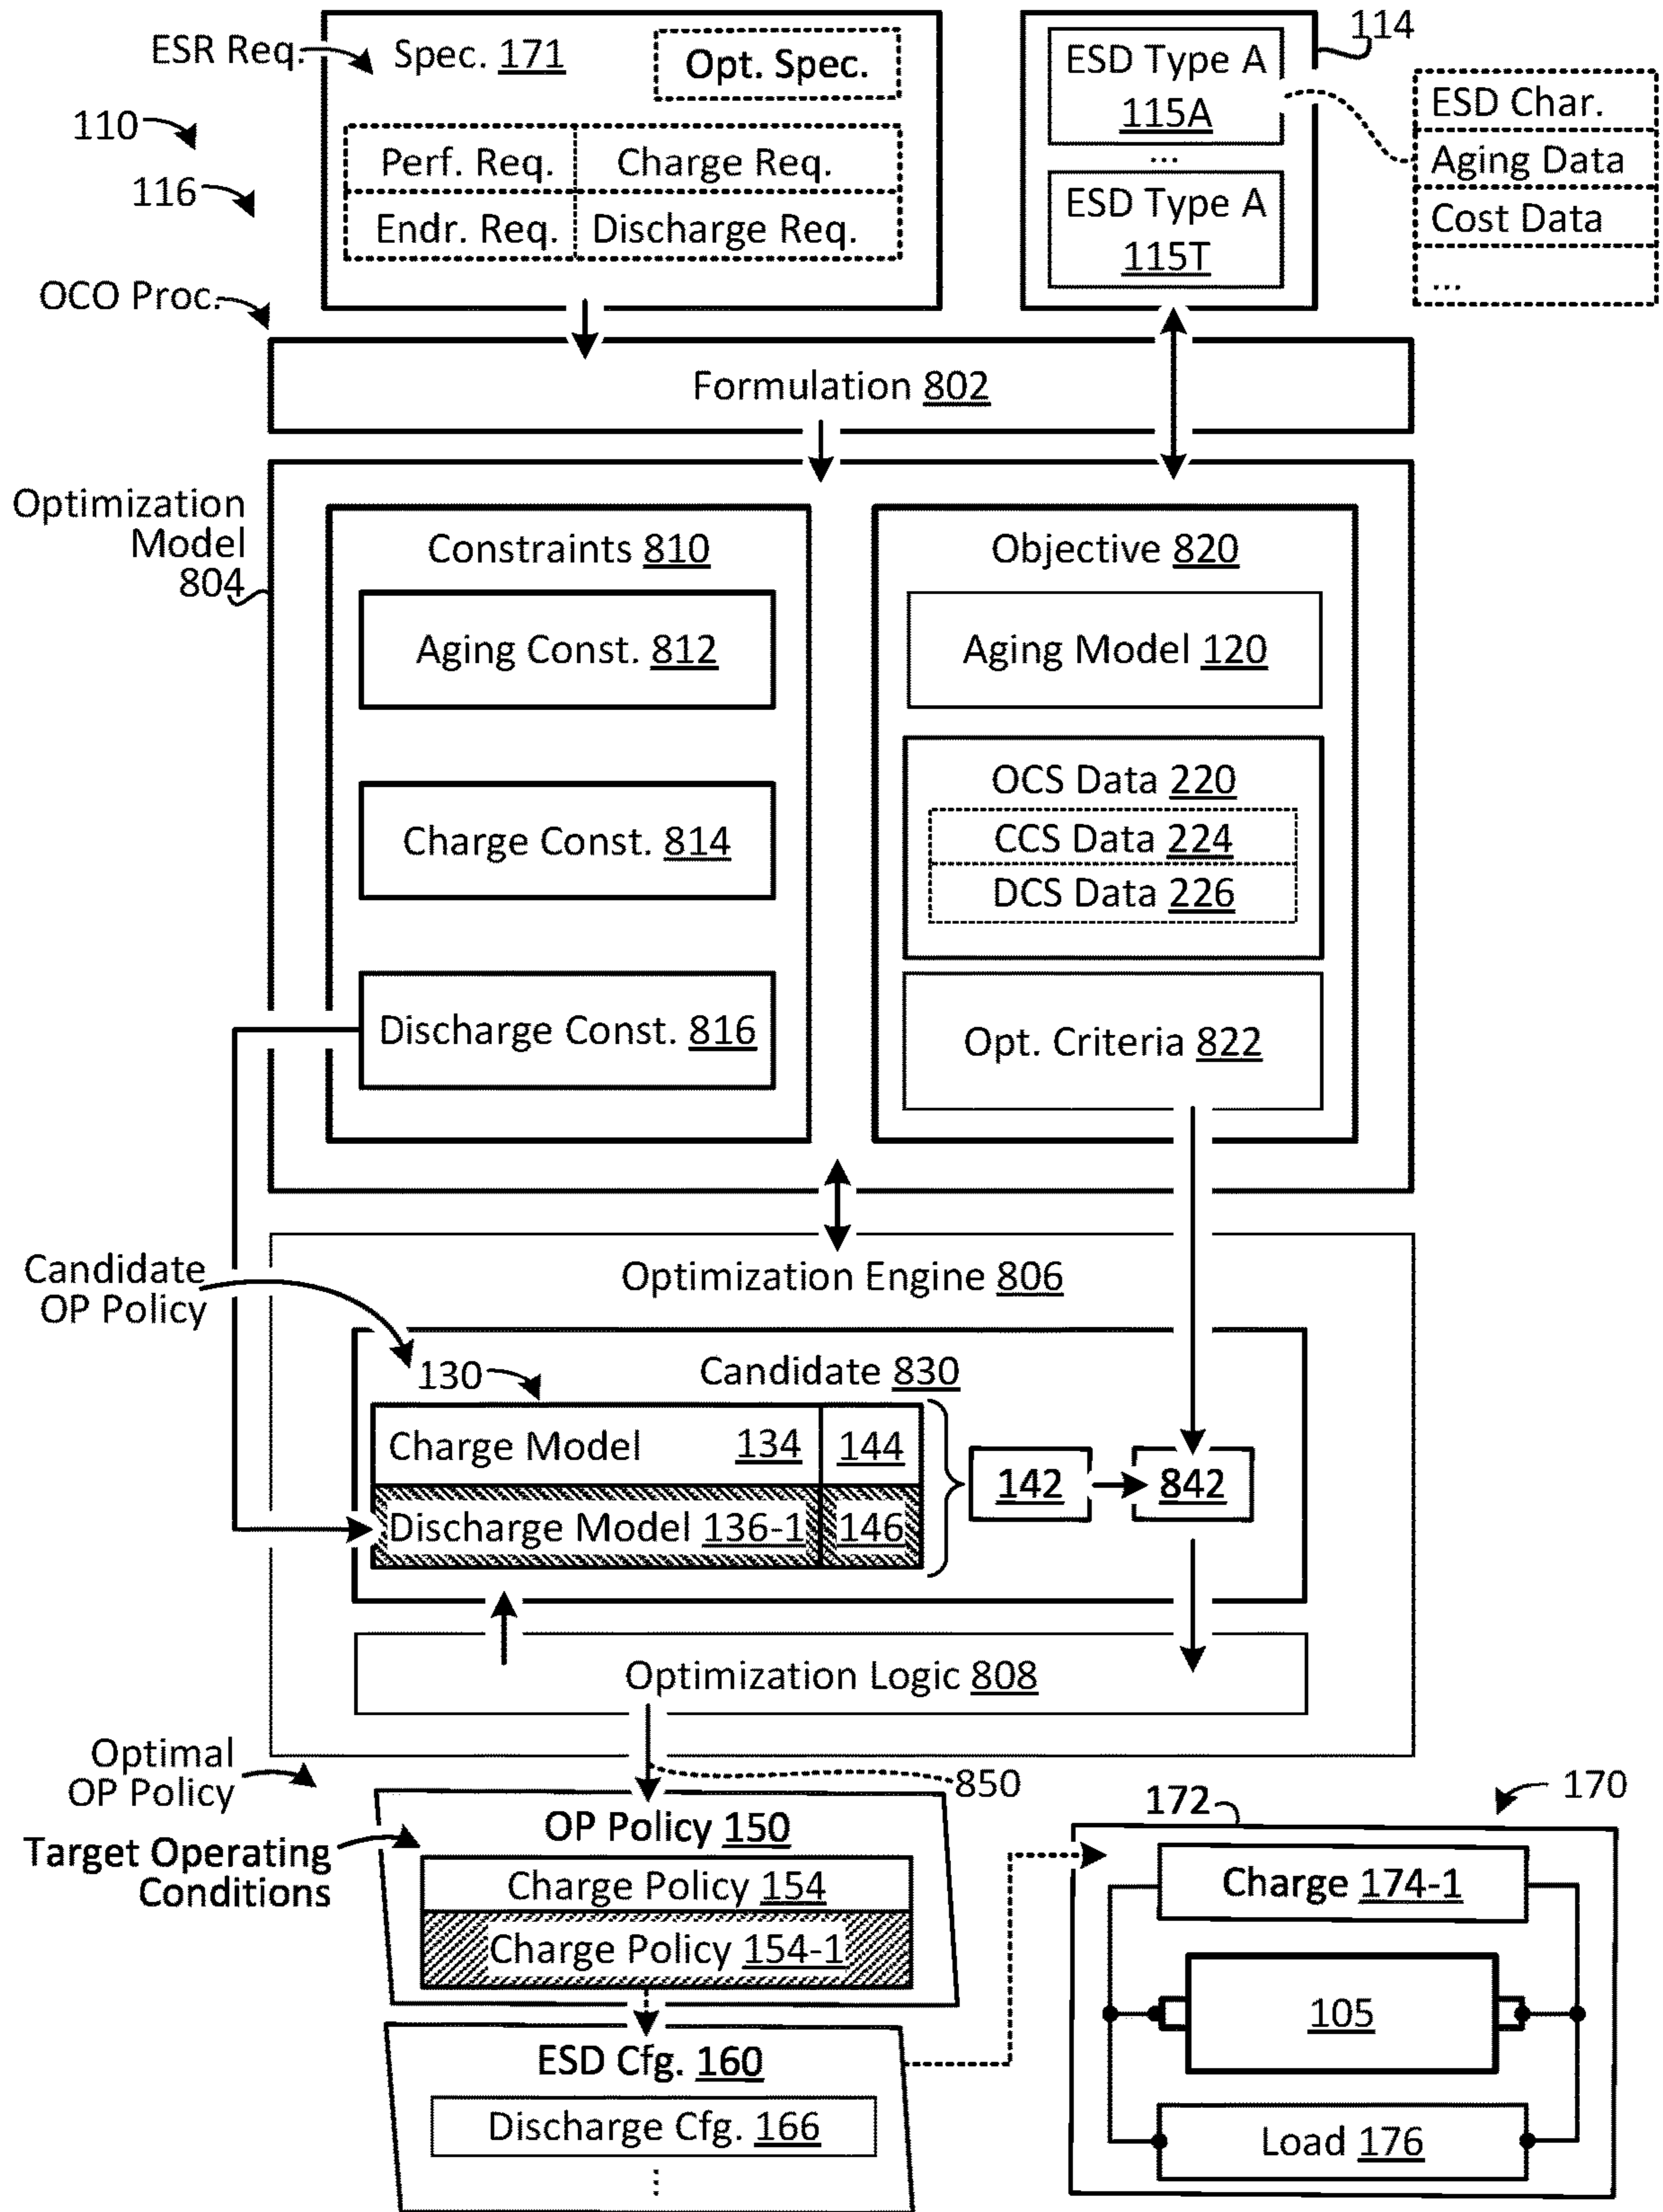 ESR Req.
Spec. 171
Opt. Spec.
Perf. Req.
Charge Req.
Endr. Req.
Discharge Req.
110
116
OCO Proc.
ESD Type A
115A
...
ESD Type A
115T
114
ESD Char.
Aging Data
Cost Data
...
Formulation 802
Optimization
Model
804
Constraints 810
Aging Const. 812
Charge Const. 814
Discharge Const. 816
Objective 820
Aging Model 120
OCS Data 220
CCS Data 224
DCS Data 226
Opt. Criteria 822
Candidate
OP Policy
Optimization Engine 806
130
Candidate 830
Charge Model 134 144
Discharge Model 136-1 146
142
842
Optimization Logic 808
Optimal
OP Policy
850
OP Policy 150
Target Operating
Conditions
Charge Policy 154
Charge Policy 154-1
ESD Cfg. 160
Discharge Cfg. 166
...
170
172
Charge 174-1
105
Load 176